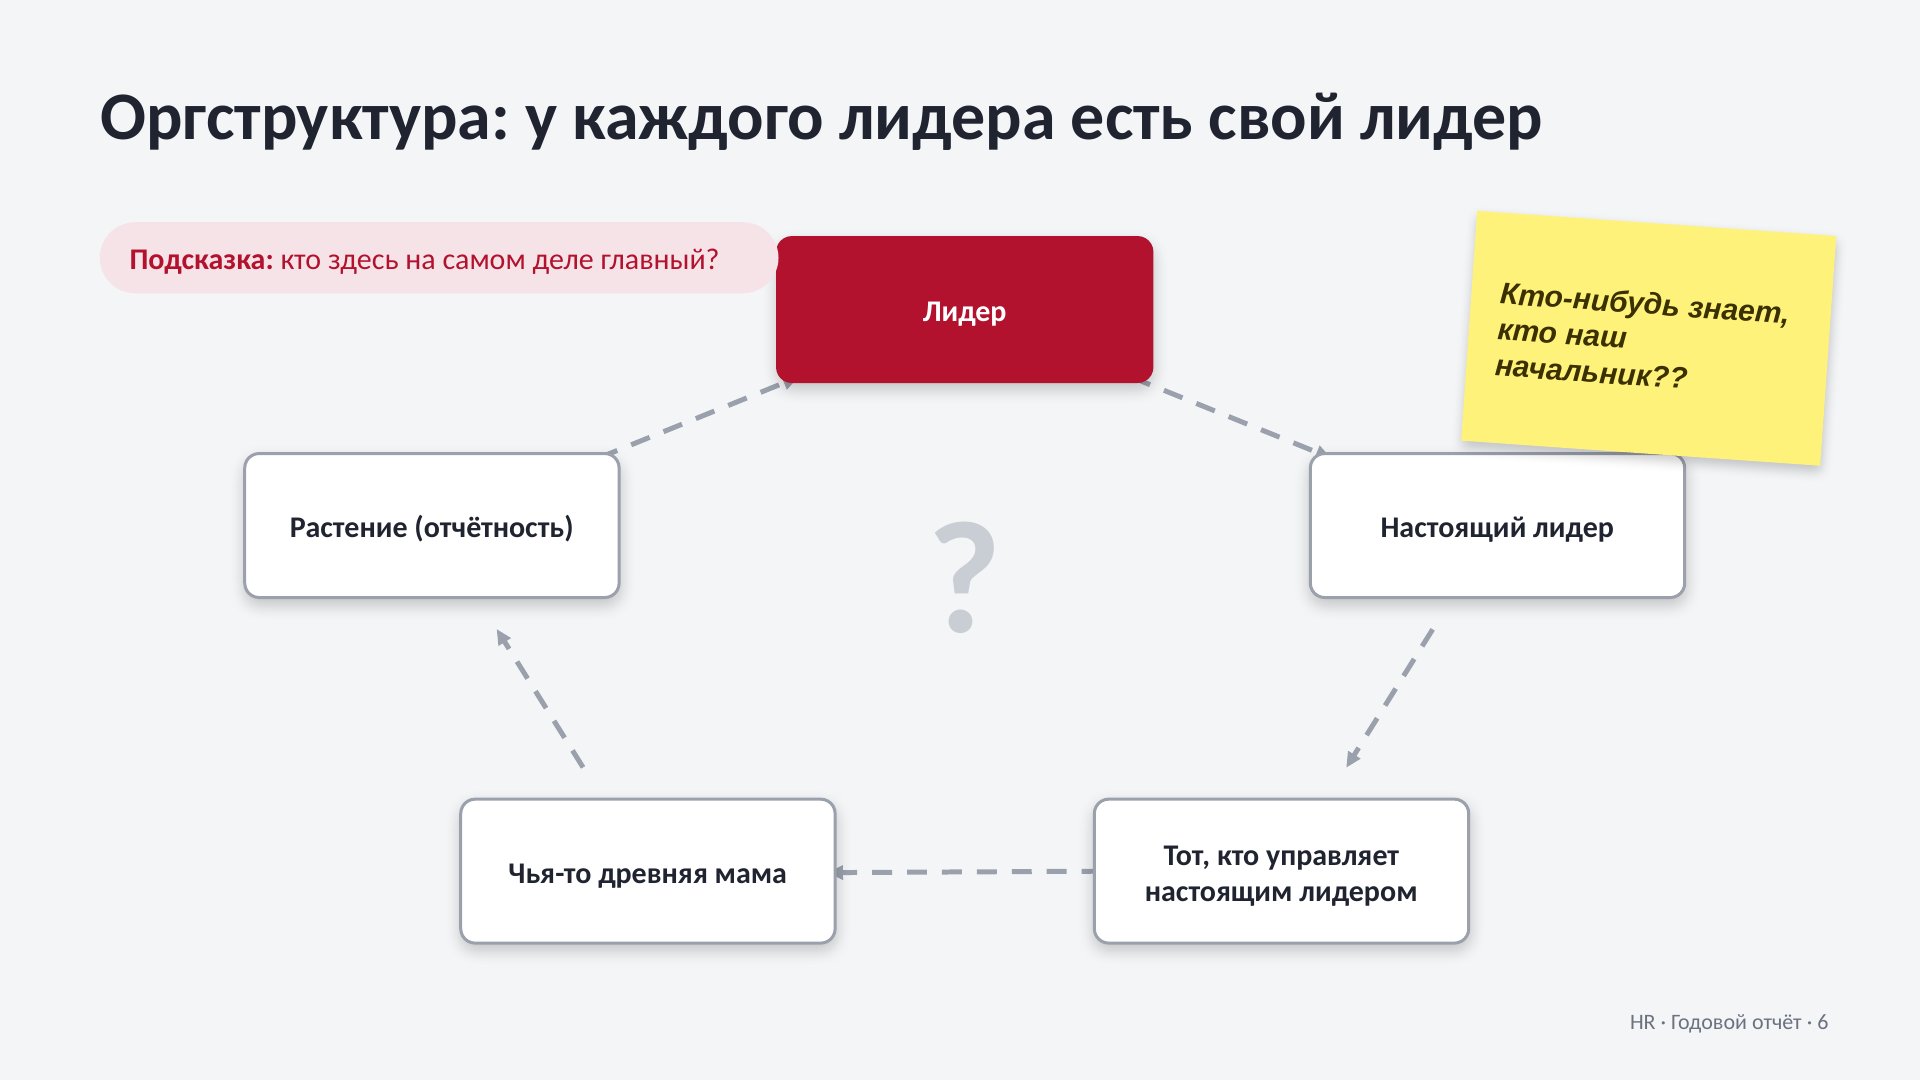 Оргструктура: у каждого лидера есть свой лидер
Подсказка: кто здесь на самом деле главный?
Лидер
Кто-нибудь знает,
кто наш
начальник??
Растение (отчётность)
?
Настоящий лидер
Чья-то древняя мама
Тот, кто управляет
настоящим лидером
HR · Годовой отчёт · 6